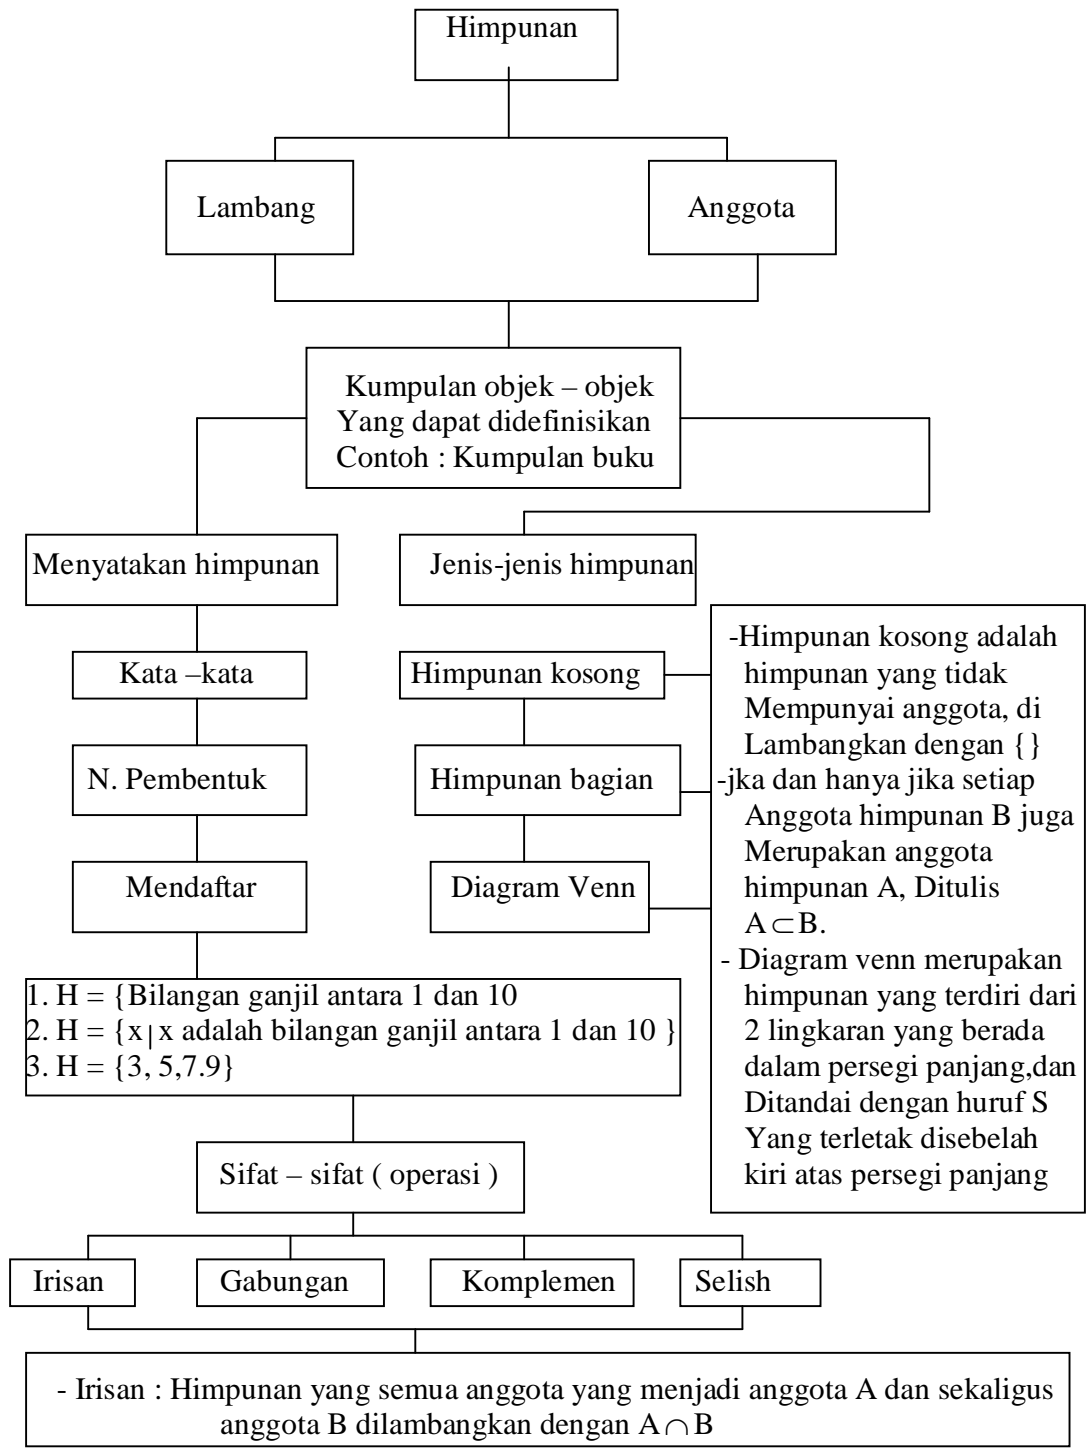 Himpunan
Lambang
Anggota
Kumpulan objek – objek
Yang dapat didefinisikan
Contoh : Kumpulan buku
Menyatakan himpunan
Jenis-jenis himpunan
Kata –kata
N. Pembentuk
Mendaftar
Himpunan kosong
Himpunan bagian
Diagram Venn
-Himpunan kosong adalah
himpunan yang tidak
Mempunyai anggota, di
Lambangkan dengan {}
-jka dan hanya jika setiap
Anggota himpunan B juga
Merupakan anggota
himpunan A, Ditulis
A⊂B.
- Diagram venn merupakan
himpunan yang terdiri dari
2 lingkaran yang berada
dalam persegi panjang,dan
Ditandai dengan huruf S
Yang terletak disebelah
kiri atas persegi panjang
1. H = {Bilangan ganjil antara 1 dan 10
2. H = {x|x adalah bilangan ganjil antara 1 dan 10 }
3. H = {3, 5,7.9}
Sifat – sifat ( operasi )
Irisan
Gabungan
Komplemen
Selish
- Irisan : Himpunan yang semua anggota yang menjadi anggota A dan sekaligus
anggota B dilambangkan dengan A∩B